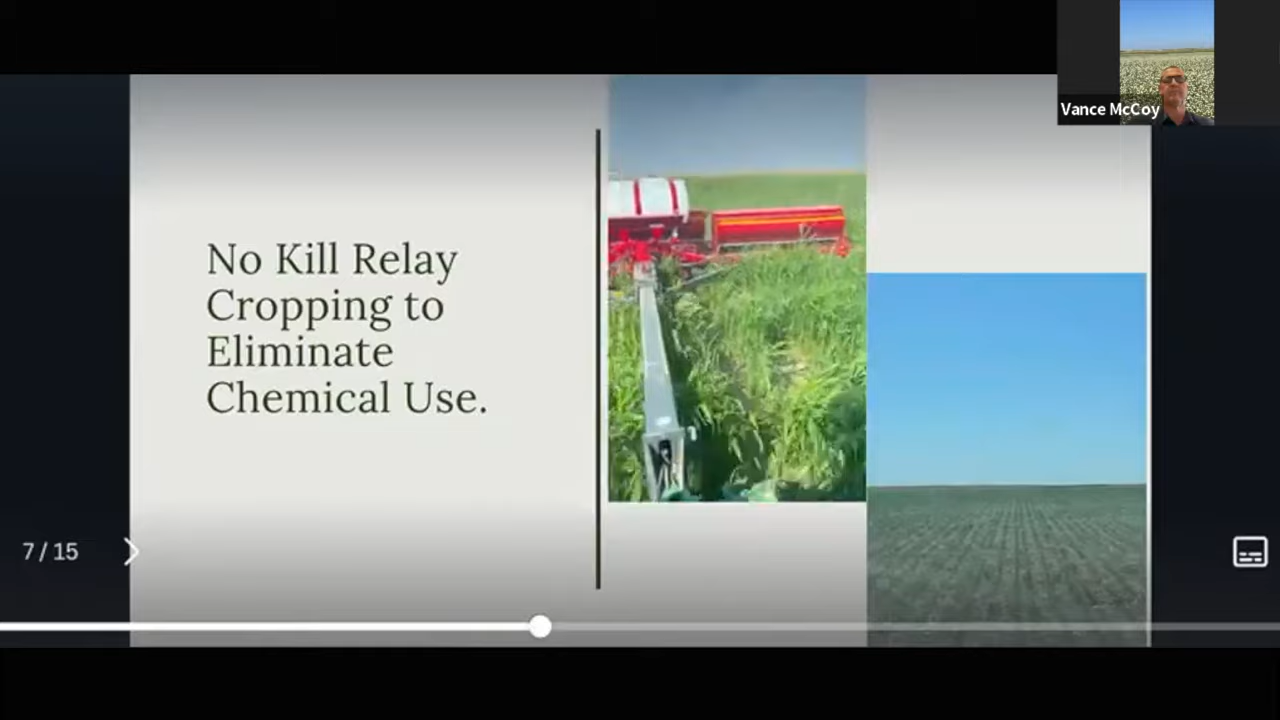 Vance McCoy
No Kill Relay
Cropping to
Eliminate
Chemical Use.
7 / 15